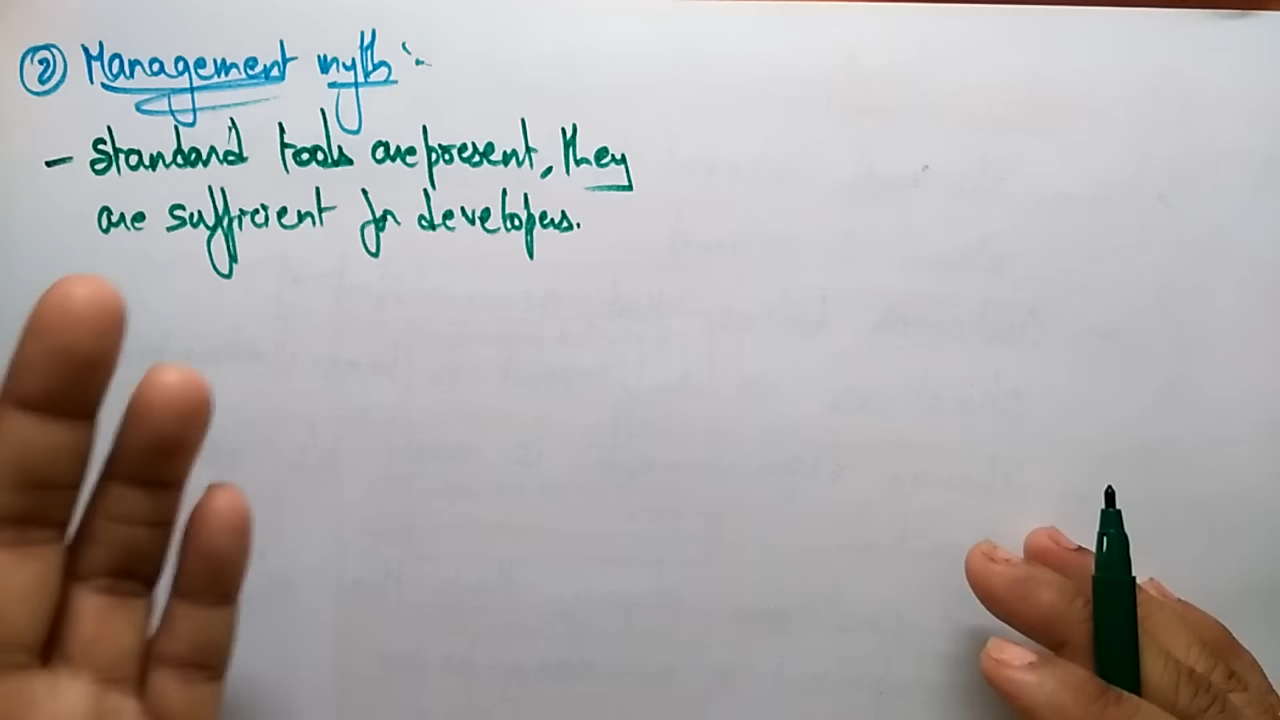 ② Management myth :-
- Standard tools are present, they
are sufficient for developers.